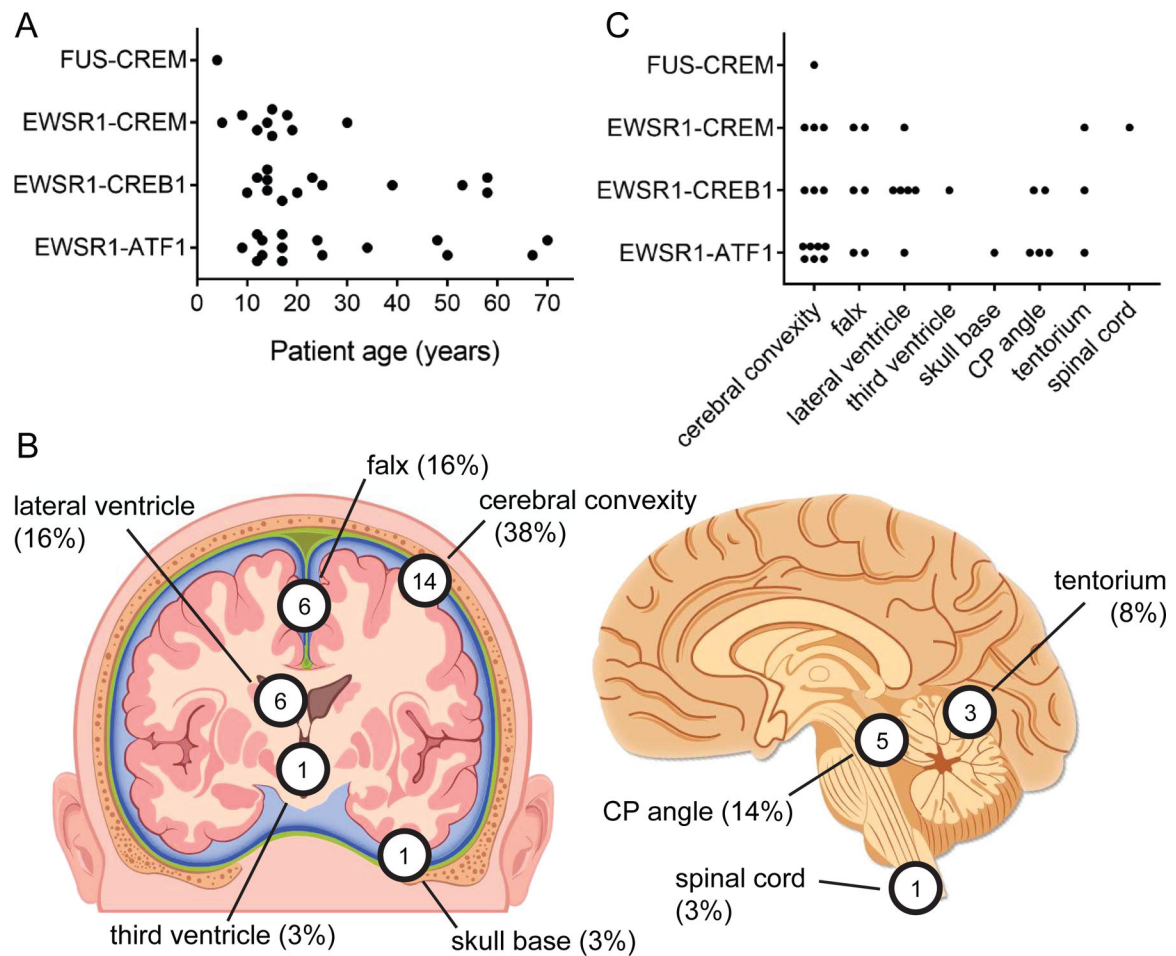 A
FUS-CREM
EWSR1-CREM
EWSR1-CREB1
EWSR1-ATF1
0 10 20 30 40 50 60 70
Patient age (years)
C
FUS-CREM
EWSR1-CREM
EWSR1-CREB1
EWSR1-ATF1
cerebral convexity
falx
lateral ventricle
third ventricle
skull base
CP angle
tentorium
spinal cord
B
falx (16%)
lateral ventricle
(16%)
cerebral convexity
(38%)
14
6
6
1
1
third ventricle (3%)
skull base (3%)
tentorium
(8%)
3
5
CP angle (14%)
spinal cord
(3%)
1